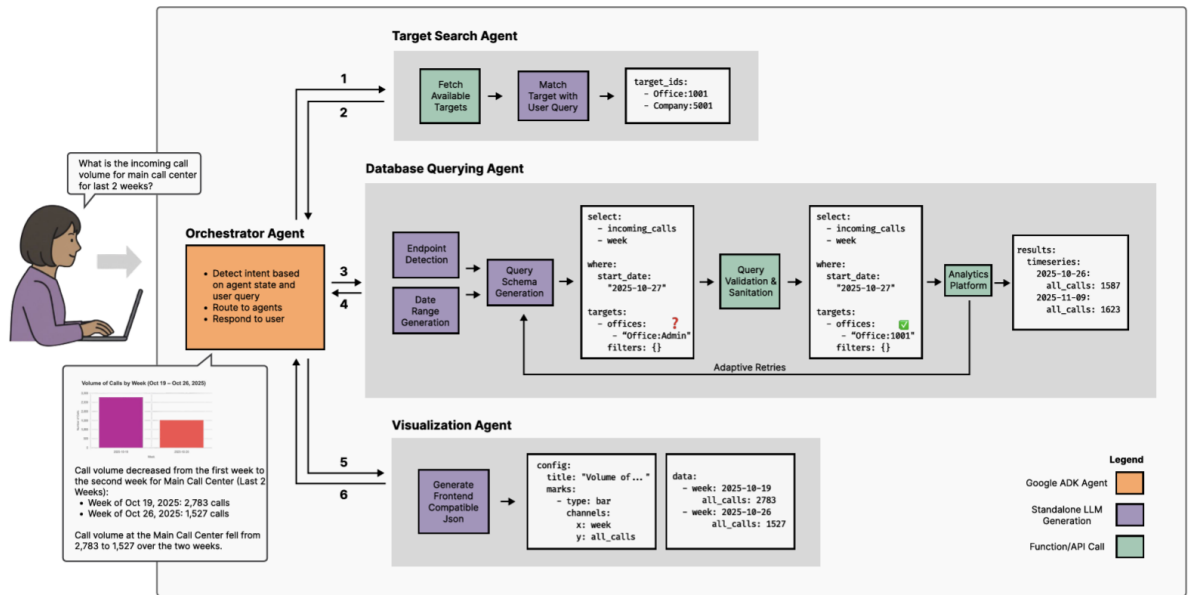 Target Search Agent
1
2
Fetch
Available
Targets
Match
Target with
User Query
target_ids:
- Office:1001
- Company:5001
What is the incoming call
volume for main call center
for last 2 weeks?
Database Querying Agent
Orchestrator Agent
• Detect intent based
on agent state and
user query
• Route to agents
• Respond to user
3
4
Endpoint
Detection
Date
Range
Generation
Query
Schema
Generation
select:
- incoming_calls
- week
where:
start_date:
"2025-10-27"
targets:
- offices: ❓
- "Office:Admin"
filters: {}
Query
Validation &
Sanitation
select:
- incoming_calls
- week
where:
start_date:
"2025-10-27"
targets:
- offices: ✅
- "Office:1001"
filters: {}
Analytics
Platform
results:
timeseries:
2025-10-26:
all_calls: 1587
2025-11-09:
all_calls: 1623
Adaptive Retries
Volume of Calls by Week (Oct 19 – Oct 26, 2025)
Call volume decreased from the first week to
the second week for Main Call Center (Last 2
Weeks):
• Week of Oct 19, 2025: 2,783 calls
• Week of Oct 26, 2025: 1,527 calls
Call volume at the Main Call Center fell from
2,783 to 1,527 over the two weeks.
Visualization Agent
5
6
Generate
Frontend
Compatible
Json
config:
title: "Volume of..."
marks:
- type: bar
channels:
x: week
y: all_calls
data:
- week: 2025-10-19
all_calls: 2783
- week: 2025-10-26
all_calls: 1527
Legend
Google ADK Agent
Standalone LLM
Generation
Function/API Call